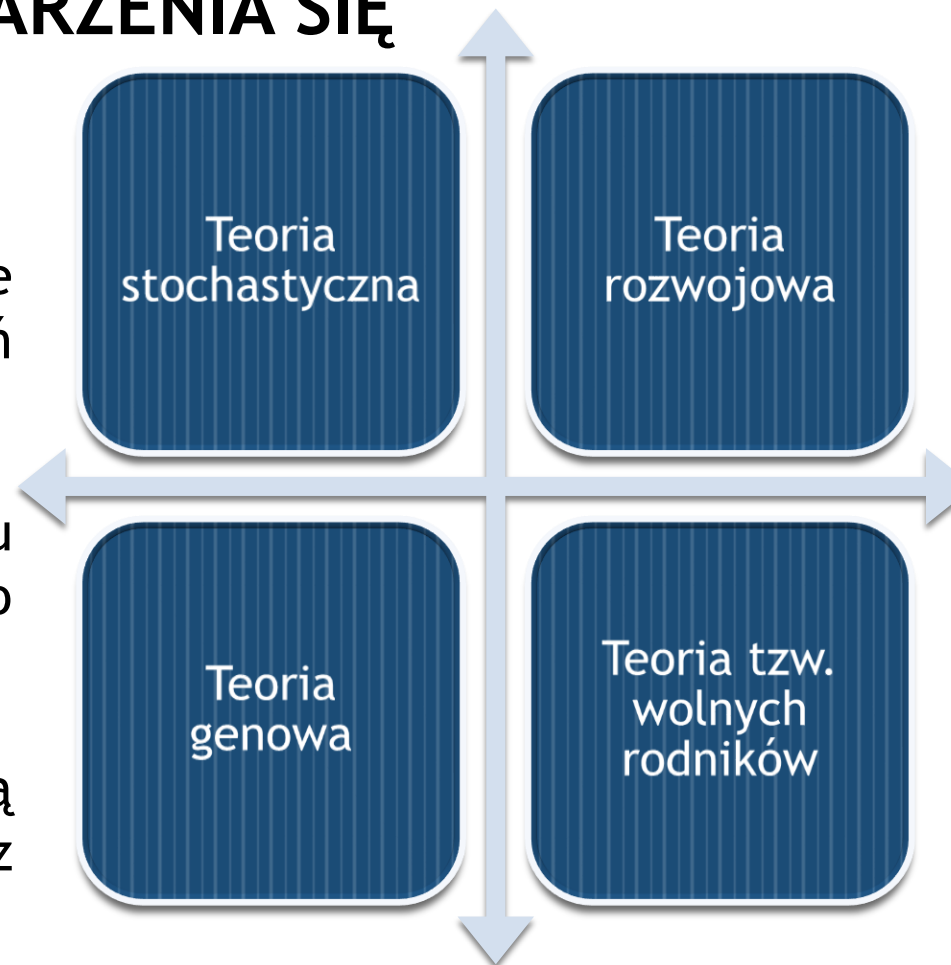 ARZENIA SIĘ
Teoria
stochastyczna
Teoria
rozwojowa
e
ń
u
o
Teoria
genowa
Teoria tzw.
wolnych
rodników
ą
z